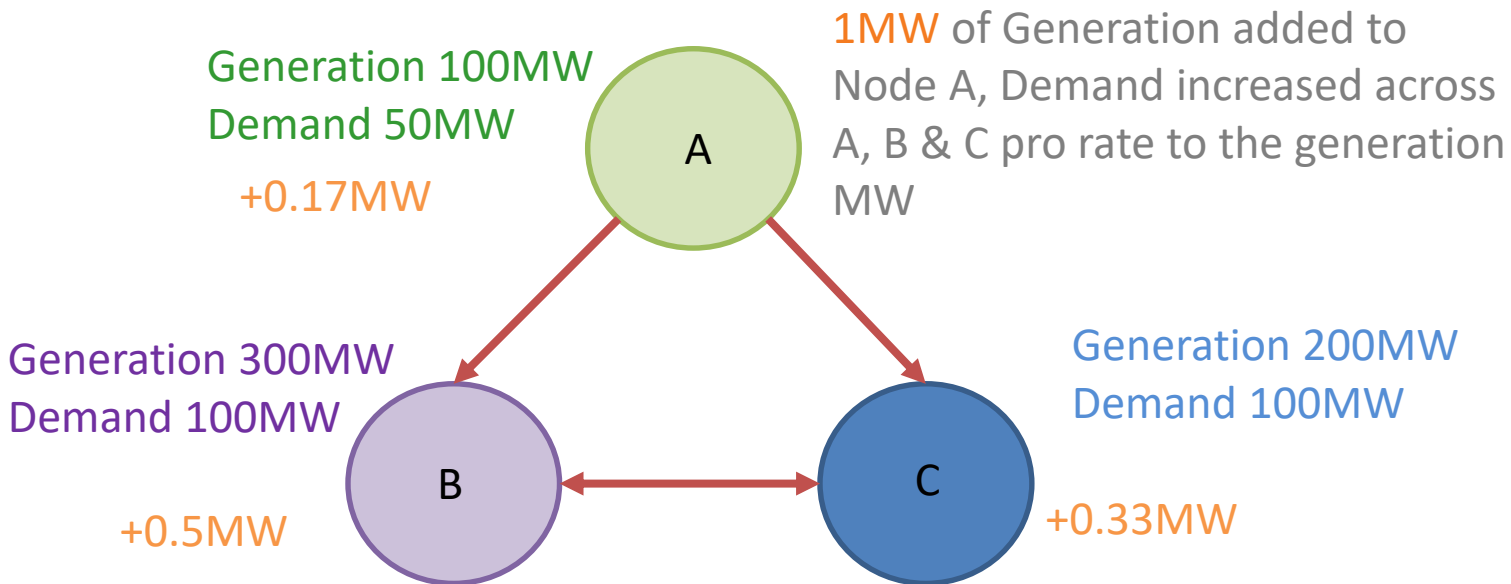 Generation 100MW
Demand 50MW
+0.17MW
A
1MW of Generation added to
Node A, Demand increased across
A, B & C pro rate to the generation
MW
Generation 300MW
Demand 100MW
+0.5MW
B
C
Generation 200MW
Demand 100MW
+0.33MW